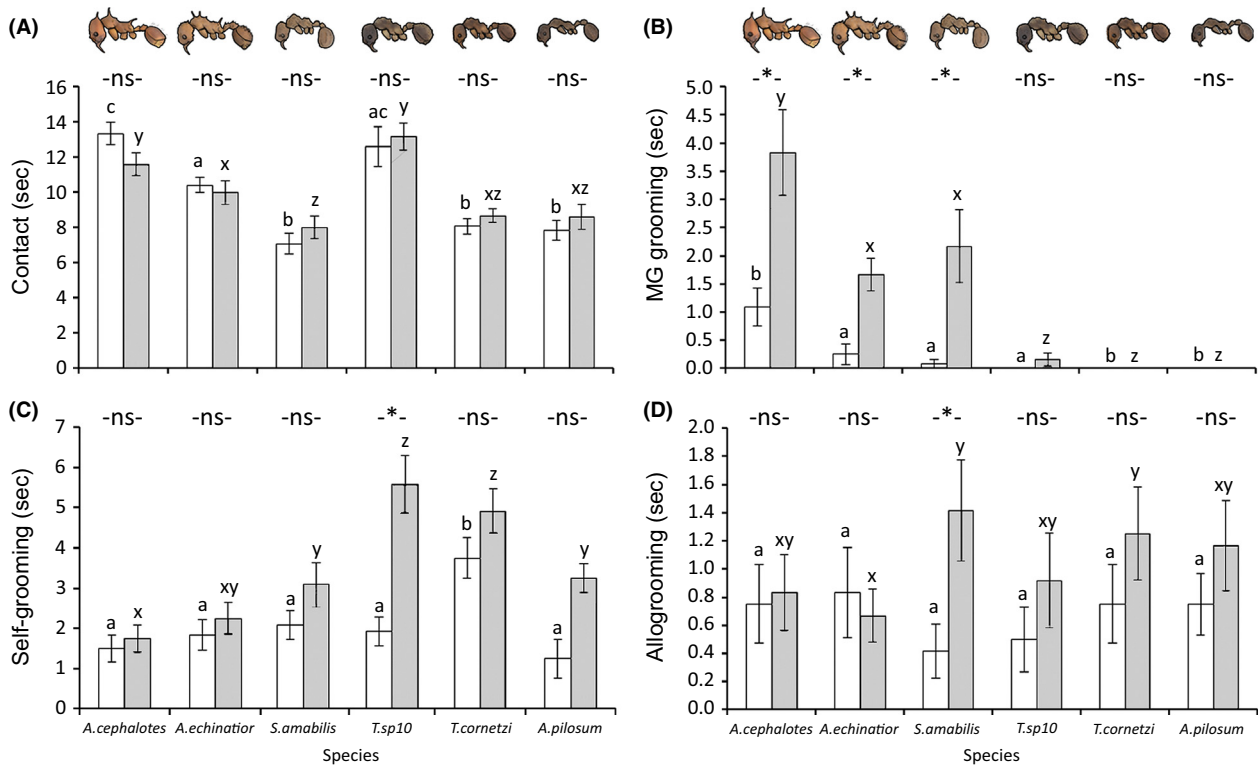 (A)
-ns- -ns- -ns- -ns- -ns- -ns-
Contact (sec)
16
14
12
10
8
6
4
2
0
c y a x b z ac y b xz b xz
(B)
-*- -*- -*- -ns- -ns- -ns-
MG grooming (sec)
5.0
4.5
4.0
3.5
3.0
2.5
2.0
1.5
1.0
0.5
0.0
b y a x a x a z b z b z
(C)
-ns- -ns- -ns- -*- -ns- -ns-
Self-grooming (sec)
7
6
5
4
3
2
1
0
a x a xy a y a z b z a y
A.cephalotes A.echinatior S.amabilis T.sp10 T.cornetzi A.pilosum
Species
(D)
-ns- -ns- -*- -ns- -ns- -ns-
Allogrooming (sec)
2.0
1.8
1.6
1.4
1.2
1.0
0.8
0.6
0.4
0.2
0.0
a xy a x a y a xy a y a xy
A.cephalotes A.echinatior S.amabilis T.sp10 T.cornetzi A.pilosum
Species